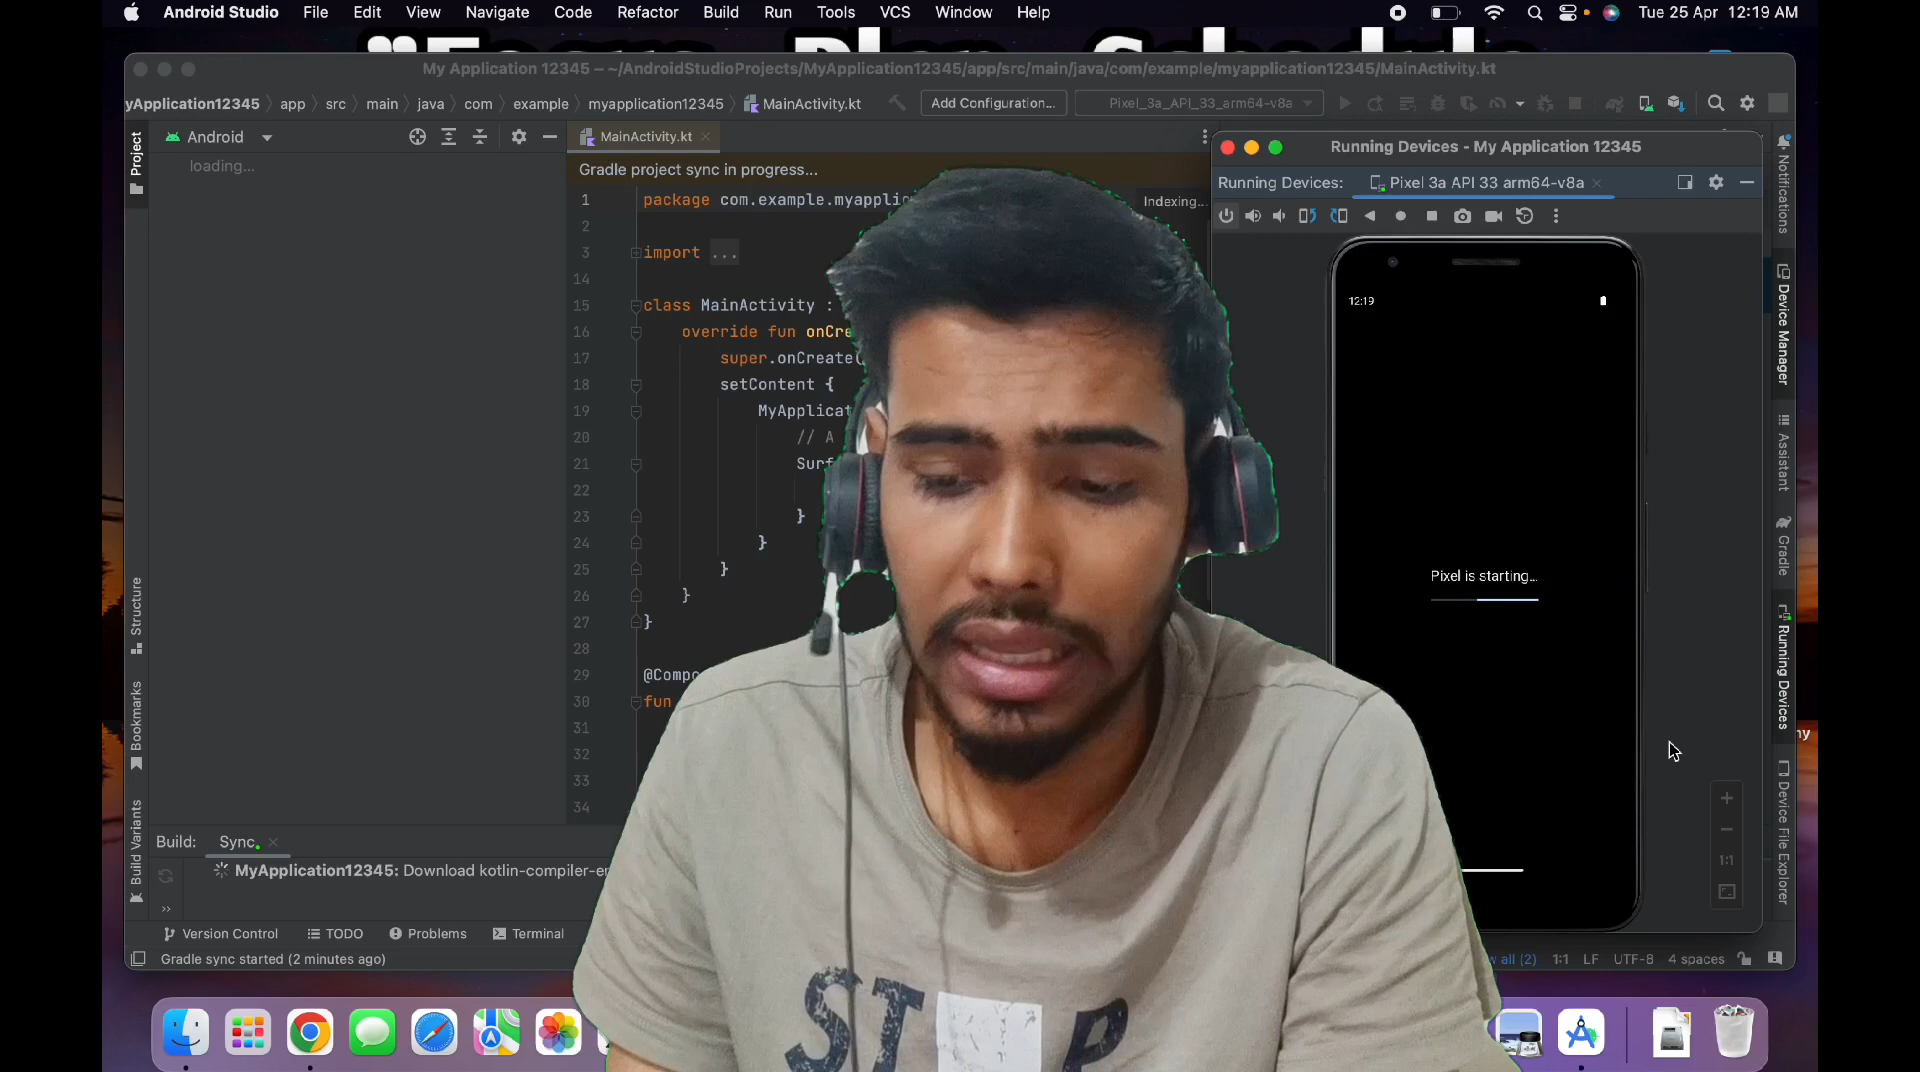 Android Studio File Edit View Navigate Code Refactor Build Run Tools VCS Window Help Tue 25 Apr 12:19 AM
My Application 12345 – ~/AndroidStudioProjects/MyApplication12345/app/src/main/java/com/example/myapplication12345/MainActivity.kt
yApplication12345 app src main java com example myapplication12345 MainActivity.kt Add Configuration... Pixel_3a_API_33_arm64-v8a
Android MainActivity.kt
loading...
Gradle project sync in progress...
1 package com.example.myapplic
Indexing...
2
3 import ...
14
15 class MainActivity :
16 override fun onCre
17 super.onCreate(
18 setContent {
19 MyApplicat
20 // A
21 Surf
22
23 }
24 }
25 }
26 }
27 }
28
29 @Compo
30 fun
31
32
33
34
Running Devices - My Application 12345
Running Devices: Pixel 3a API 33 arm64-v8a
12:19
Pixel is starting...
1:1
Project
Structure
Bookmarks
Build Variants
Notifications
Device Manager
Assistant
Gradle
Running Devices
Device File Explorer
ny
Build: Sync
MyApplication12345: Download kotlin-compiler-e
Version Control TODO Problems Terminal
Gradle sync started (2 minutes ago) w all (2) 1:1 LF UTF-8 4 spaces
ST P